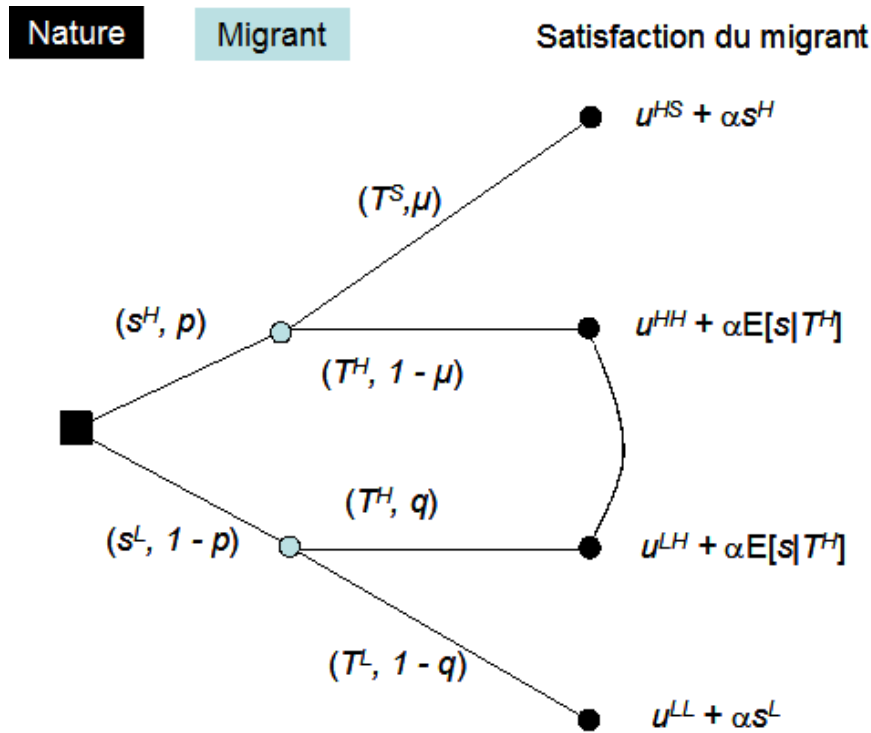 Nature Migrant Satisfaction du migrant
u^HS + αs^H
(T^S,μ)
(s^H, p)
u^HH + αE[s|T^H]
(T^H, 1 - μ)
(T^H, q)
(s^L, 1 - p)
u^LH + αE[s|T^H]
(T^L, 1 - q)
u^LL + αs^L